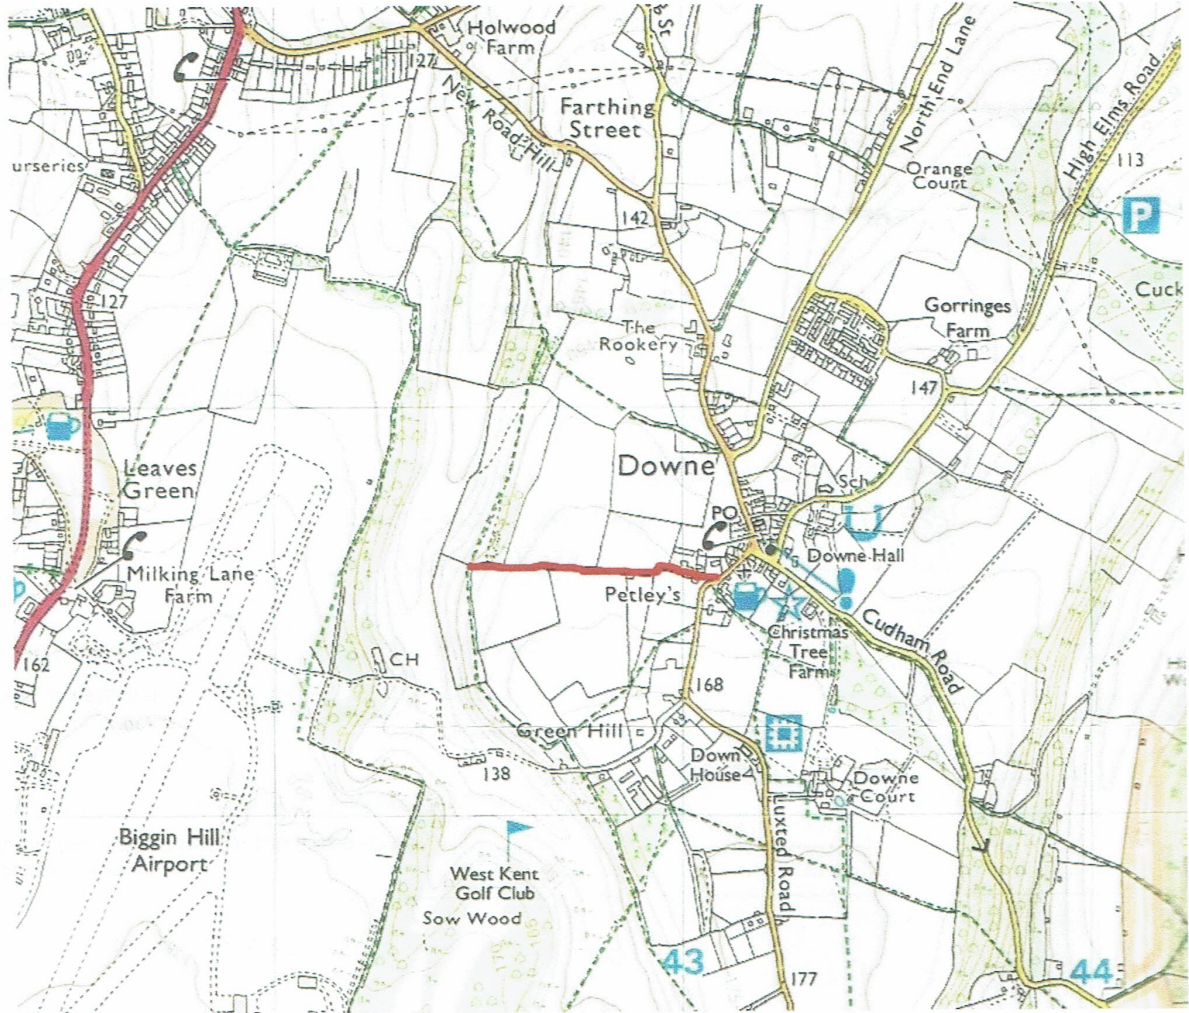 Holwood
Farm
127
New Road Hill
Farthing
Street
North End Lane
High Elms Road
113
Orange
Court
P
urseries
142
127
Cuck
Gorringes
Farm
The
Rookery
147
Leaves
Green
Downe
Sch
PO
Downe Hall
Milking Lane
Farm
Petley's
Cudham Road
Christmas
Tree
Farm
162
CH
168
Green Hill
Down
House
138
Downe
Court
Luxted Road
Biggin Hill
Airport
West Kent
Golf Club
Sow Wood
43
44
177